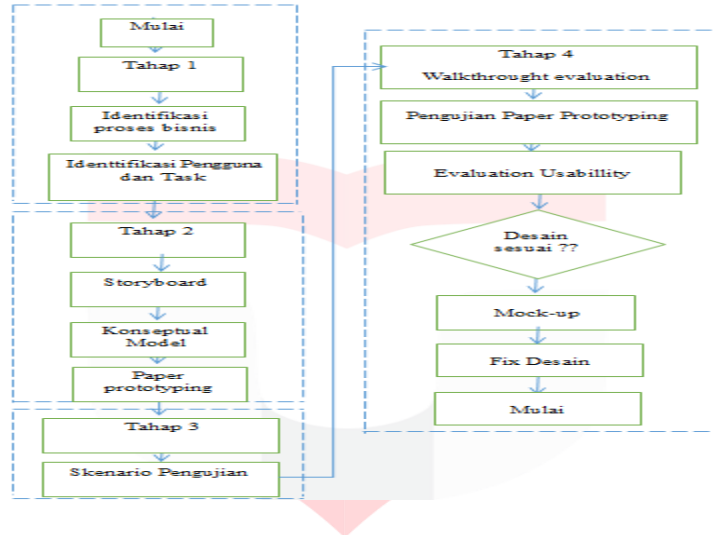 Mulai
Tahap 1
Identifikasi
proses bisnis
Identtifikasi Pengguna
dan Task
Tahap 2
Storyboard
Konseptual
Model
Paper
prototyping
Tahap 3
Skenario Pengujian
Tahap 4
Walkthrought evaluation
Pengujian Paper Prototyping
Evaluation Usabillity
Desain
sesuai ??
Mock-up
Fix Desain
Mulai